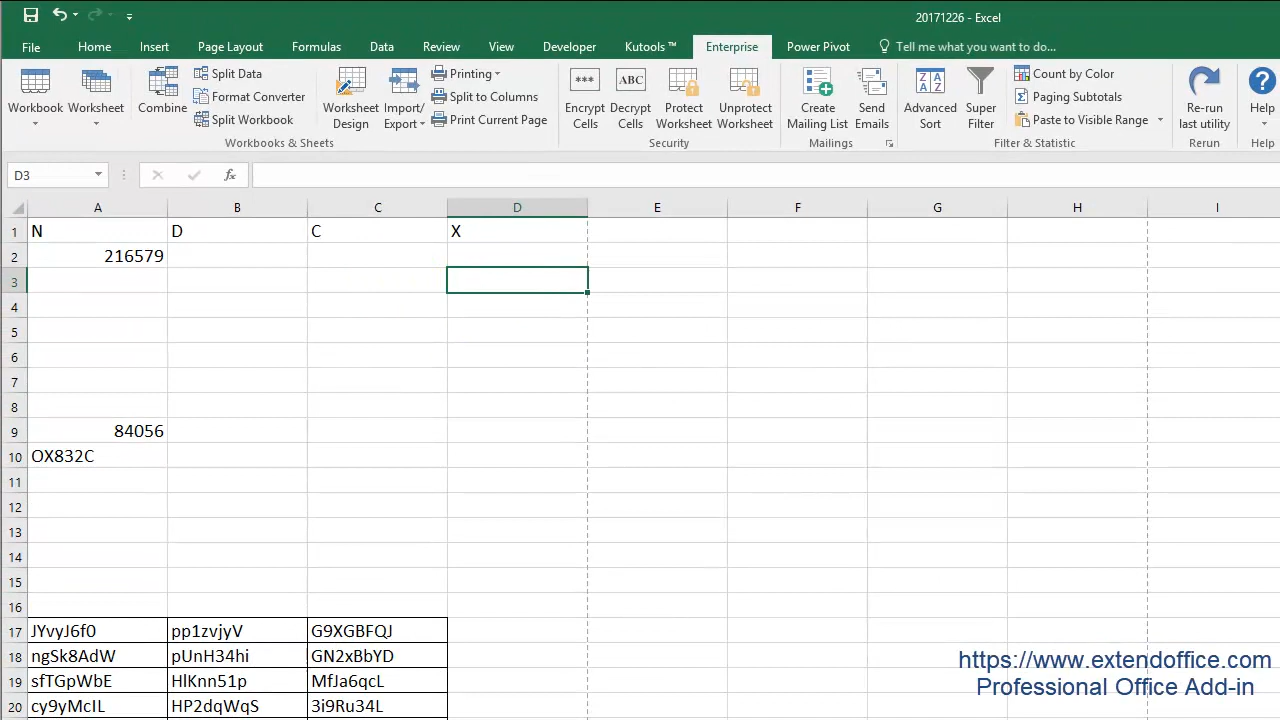 20171226 - Excel
File Home Insert Page Layout Formulas Data Review View Developer Kutools ™ Enterprise Power Pivot Tell me what you want to do...
Workbook Worksheet Combine Split Data Format Converter Split Workbook
Workbooks & Sheets
Worksheet Design Import/ Export Printing Split to Columns Print Current Page
Encrypt Cells Decrypt Cells Protect Worksheet Unprotect Worksheet
Security
Create Mailing List Send Emails
Mailings
Advanced Sort Super Filter Count by Color Paging Subtotals Paste to Visible Range
Filter & Statistic
Re-run last utility
Rerun
Help
Help
D3 fx
A B C D E F G H I
1 N D C X
2 216579
3
4
5
6
7
8
9 84056
10 OX832C
11
12
13
14
15
16
17 JYvyJ6f0 pp1zvjyV G9XGBFQJ
18 ngSk8AdW pUnH34hi GN2xBbYD
19 sfTGpWbE HlKnn51p MfJa6qcL
20 cy9yMcIL HP2dqWqS 3i9Ru34L
https://www.extendoffice.com
Professional Office Add-in